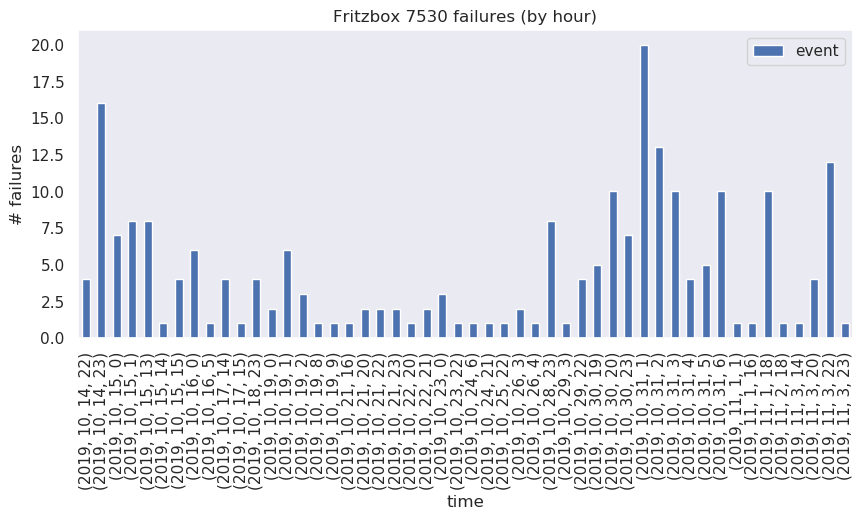 Fritzbox 7530 failures (by hour)
event
# failures
20.0
17.5
15.0
12.5
10.0
7.5
5.0
2.5
0.0
(2019, 10, 14, 22)
(2019, 10, 14, 23)
(2019, 10, 15, 0)
(2019, 10, 15, 1)
(2019, 10, 15, 13)
(2019, 10, 15, 14)
(2019, 10, 15, 15)
(2019, 10, 16, 0)
(2019, 10, 16, 5)
(2019, 10, 17, 14)
(2019, 10, 17, 15)
(2019, 10, 18, 23)
(2019, 10, 19, 0)
(2019, 10, 19, 1)
(2019, 10, 19, 2)
(2019, 10, 19, 8)
(2019, 10, 19, 9)
(2019, 10, 21, 16)
(2019, 10, 21, 20)
(2019, 10, 21, 22)
(2019, 10, 21, 23)
(2019, 10, 22, 20)
(2019, 10, 22, 21)
(2019, 10, 23, 0)
(2019, 10, 23, 22)
(2019, 10, 24, 6)
(2019, 10, 24, 21)
(2019, 10, 25, 22)
(2019, 10, 26, 3)
(2019, 10, 26, 4)
(2019, 10, 28, 23)
(2019, 10, 29, 3)
(2019, 10, 29, 22)
(2019, 10, 30, 19)
(2019, 10, 30, 20)
(2019, 10, 30, 23)
(2019, 10, 31, 1)
(2019, 10, 31, 2)
(2019, 10, 31, 3)
(2019, 10, 31, 4)
(2019, 10, 31, 5)
(2019, 10, 31, 6)
(2019, 11, 1, 1)
(2019, 11, 1, 16)
(2019, 11, 1, 18)
(2019, 11, 2, 18)
(2019, 11, 3, 14)
(2019, 11, 3, 20)
(2019, 11, 3, 22)
(2019, 11, 3, 23)
time